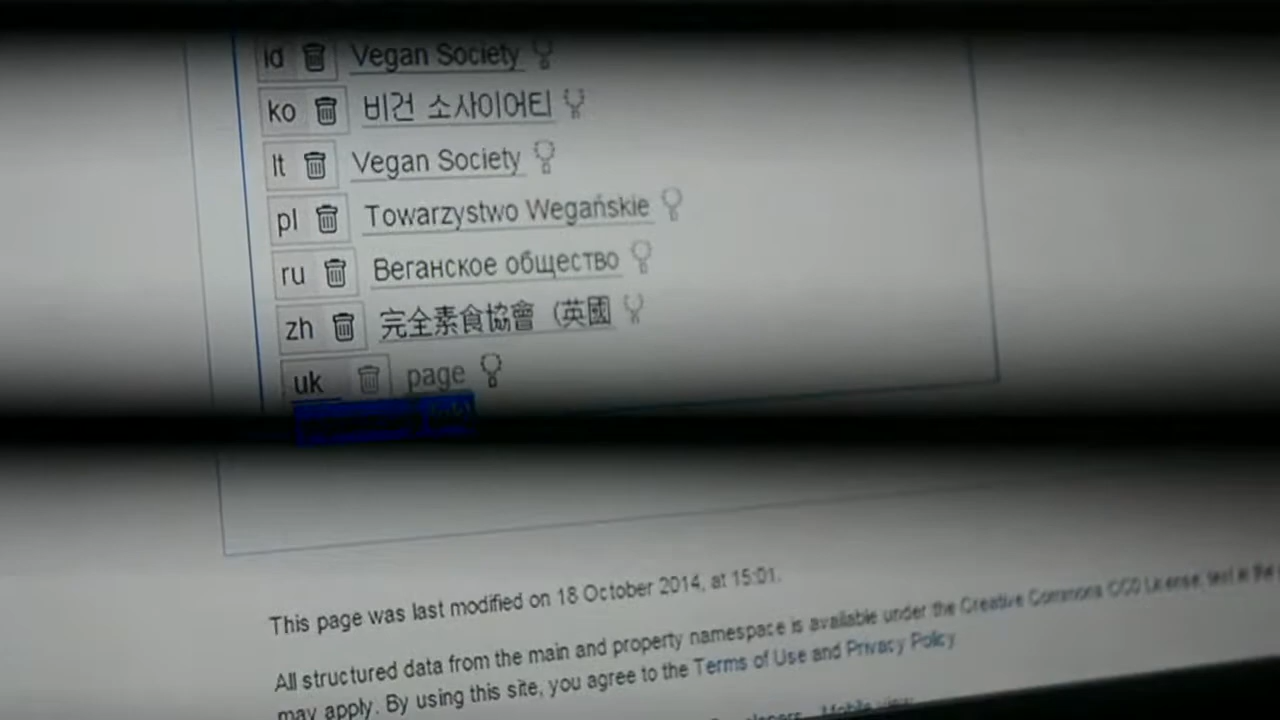 id Vegan Society
ko 비건 소사이어티
lt Vegan Society
pl Towarzystwo Wegańskie
ru Веганское общество
zh 完全素食協會 (英國
uk page
This page was last modified on 18 October 2014, at 15:01.
All structured data from the main and property namespace is available under the Creative Commons CC0 License; text in the
may apply. By using this site, you agree to the Terms of Use and Privacy Policy
Mobile view